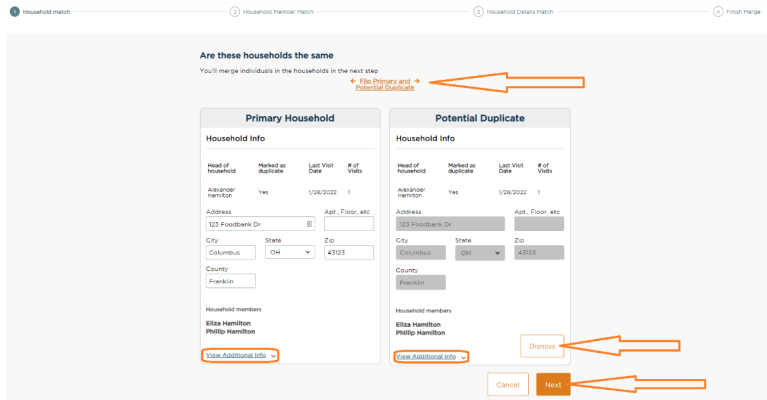 1 Household match
2 Household Member Match
3 Household Details Match
4 Finish Merge
Are these households the same
You'll merge individuals in the households in the next step
← Flip Primary and →
Potential Duplicate
Primary Household
Household Info
Head of household Marked as duplicate Last Visit Date # of Visits
Alexander Hamilton Yes 1/28/2022 1
Address Apt., Floor, etc
123 Foodbank Dr
City State Zip
Columbus OH 43123
County
Franklin
Household members
Eliza Hamilton
Phillip Hamilton
View Additional Info
Potential Duplicate
Household Info
Head of household Marked as duplicate Last Visit Date # of Visits
Alexander Hamilton Yes 1/28/2022 1
Address Apt., Floor, etc
123 Foodbank Dr
City State Zip
Columbus OH 43123
County
Franklin
Household members
Eliza Hamilton
Phillip Hamilton
View Additional Info
Dismiss
Cancel Next